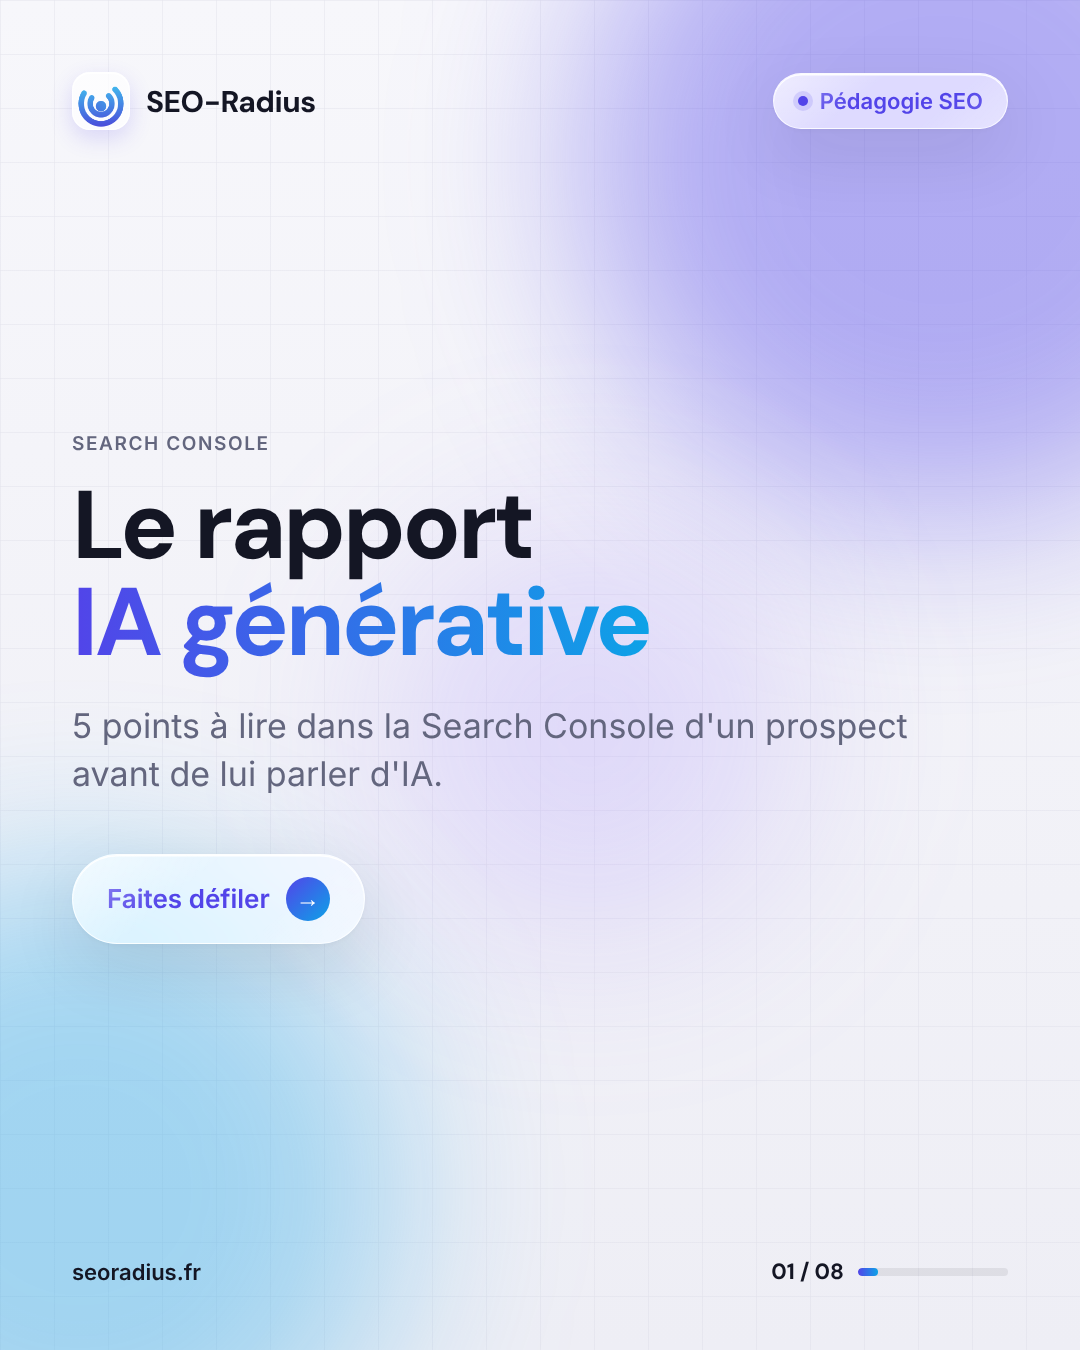 SEO-Radius
Pédagogie SEO
SEARCH CONSOLE
Le rapport
IA générative
5 points à lire dans la Search Console d'un prospect
avant de lui parler d'IA.
Faites défiler →
seoradius.fr
01 / 08